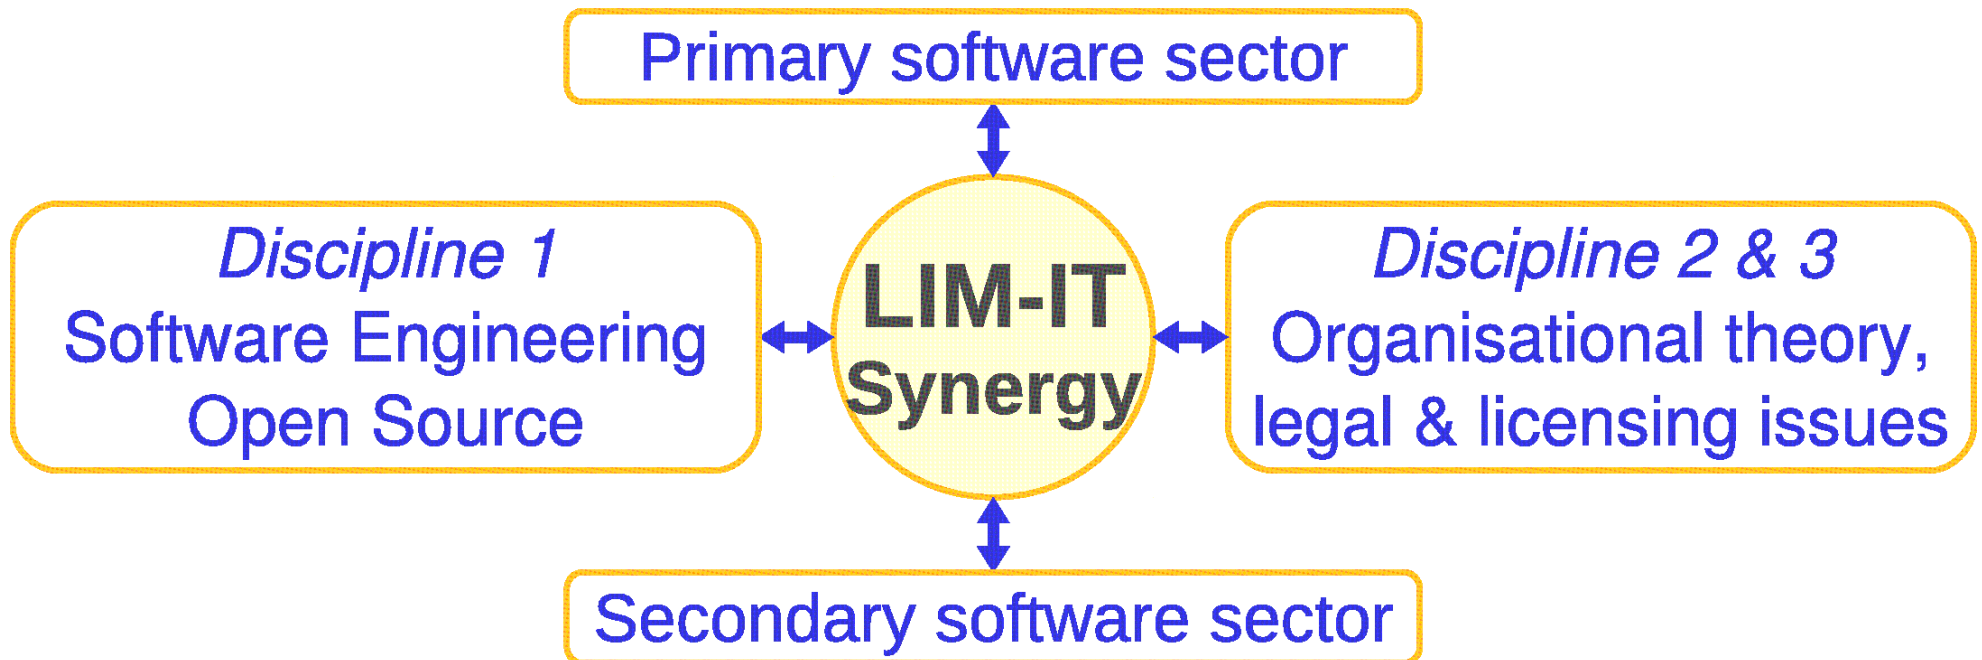 Primary software sector
Discipline 1
Software Engineering
Open Source
LIM-IT
Synergy
Discipline 2 & 3
Organisational theory,
legal & licensing issues
Secondary software sector